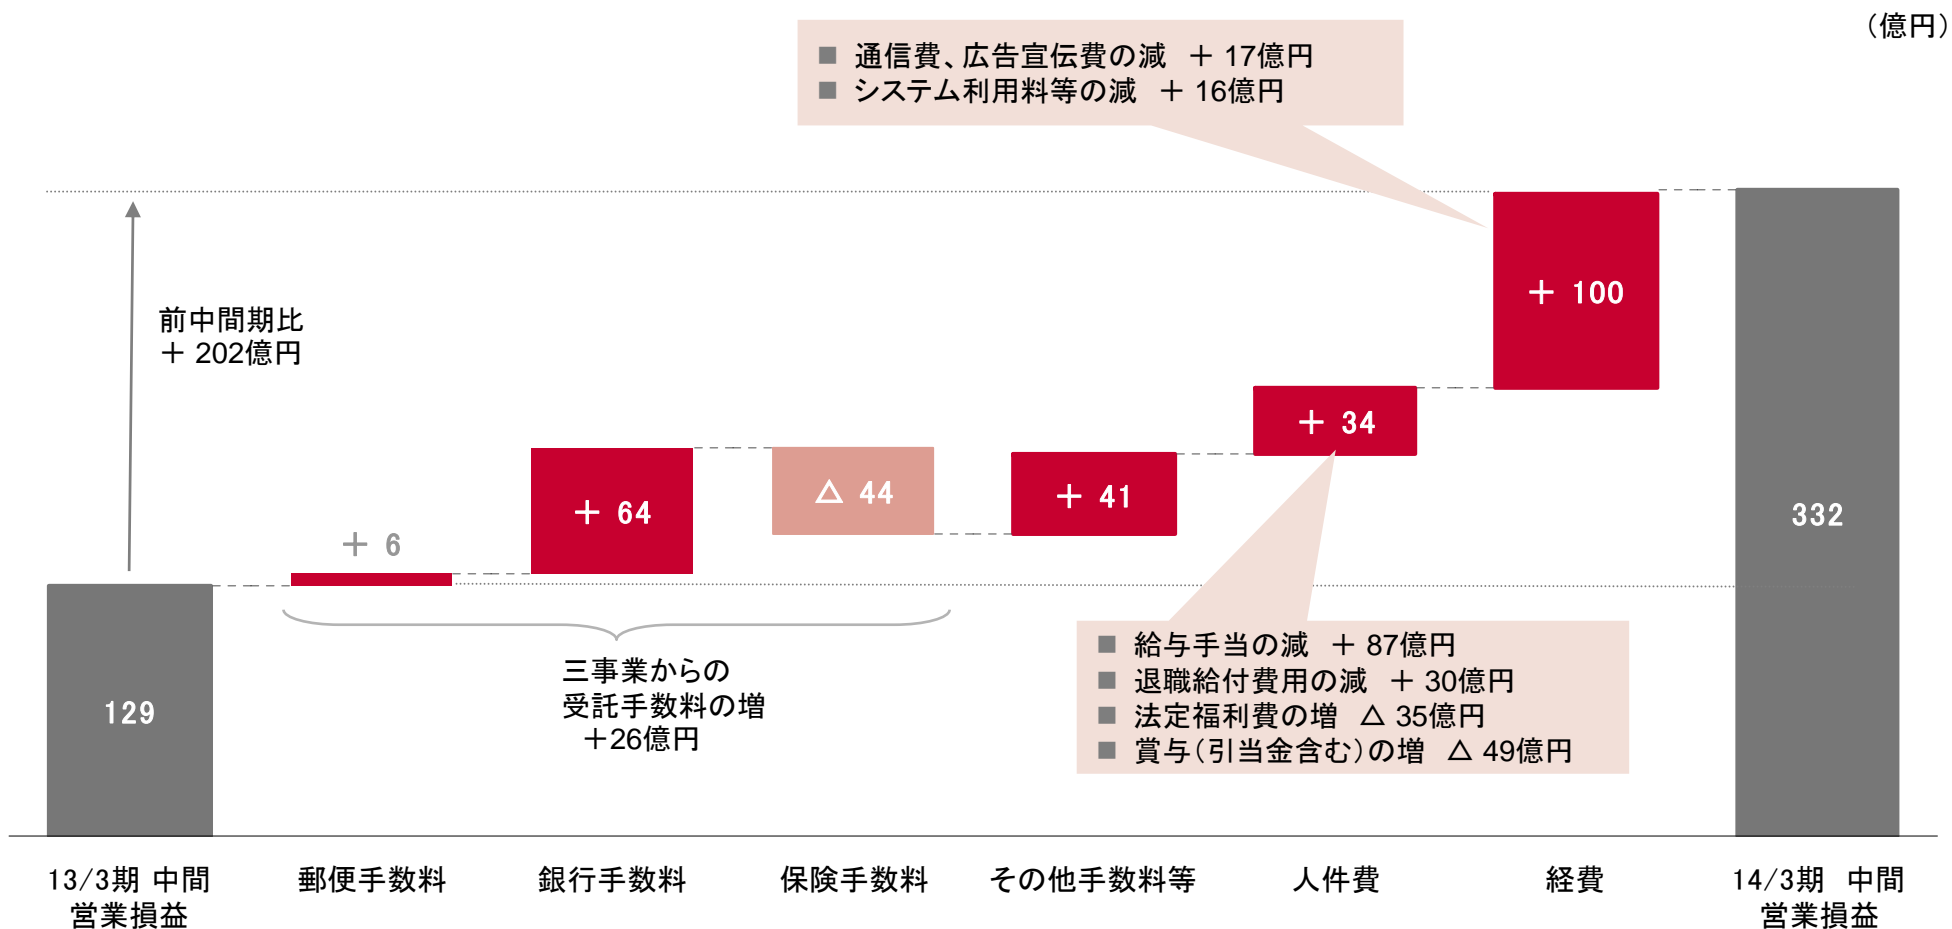 （億円）
■ 通信費、広告宣伝費の減 ＋ 17億円
■ システム利用料等の減 ＋ 16億円
前中間期比
＋ 202億円
＋ 100
＋ 34
＋ 6
＋ 64
△ 44
＋ 41
332
129
三事業からの
受託手数料の増
＋26億円
■ 給与手当の減 ＋ 87億円
■ 退職給付費用の減 ＋ 30億円
■ 法定福利費の増 △ 35億円
■ 賞与（引当金含む）の増 △ 49億円
13/3期 中間
営業損益
郵便手数料
銀行手数料
保険手数料
その他手数料等
人件費
経費
14/3期 中間
営業損益